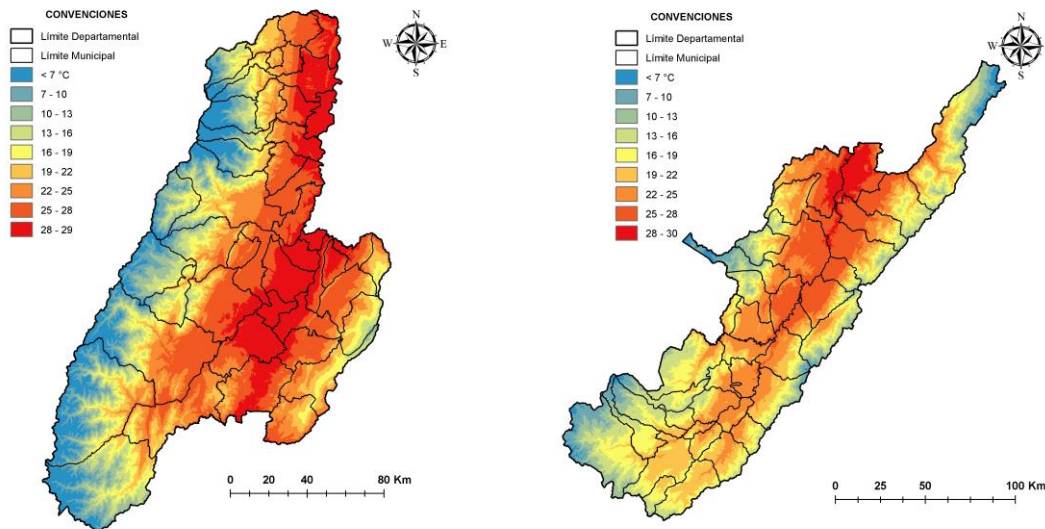 CONVENCIONES
Límite Departamental
Límite Municipal
< 7 °C
7 - 10
10 - 13
13 - 16
16 - 19
19 - 22
22 - 25
25 - 28
28 - 29
N
W E
S
0 20 40 80 Km
CONVENCIONES
Límite Departamental
Límite Municipal
< 7 °C
7 - 10
10 - 13
13 - 16
16 - 19
19 - 22
22 - 25
25 - 28
28 - 30
N
W E
S
0 25 50 100 Km